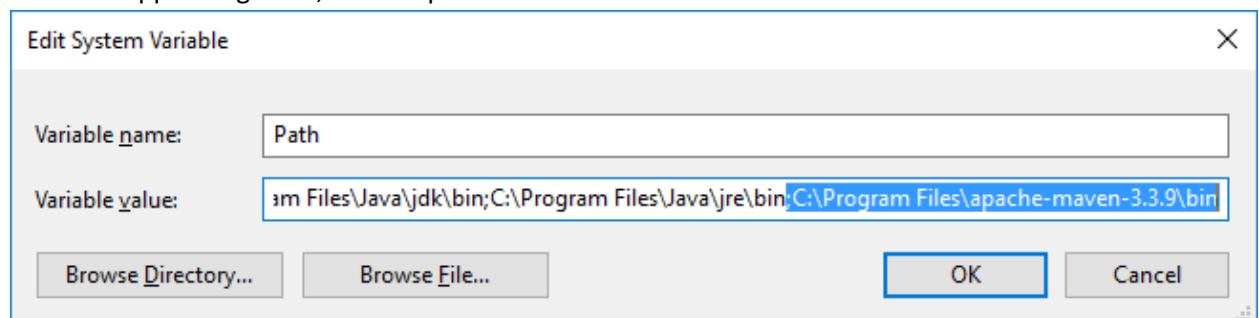 Edit System Variable
Variable name:
Path
Variable value:
am Files\Java\jdk\bin;C:\Program Files\Java\jre\bin;C:\Program Files\apache-maven-3.3.9\bin
Browse Directory...
Browse File...
OK
Cancel